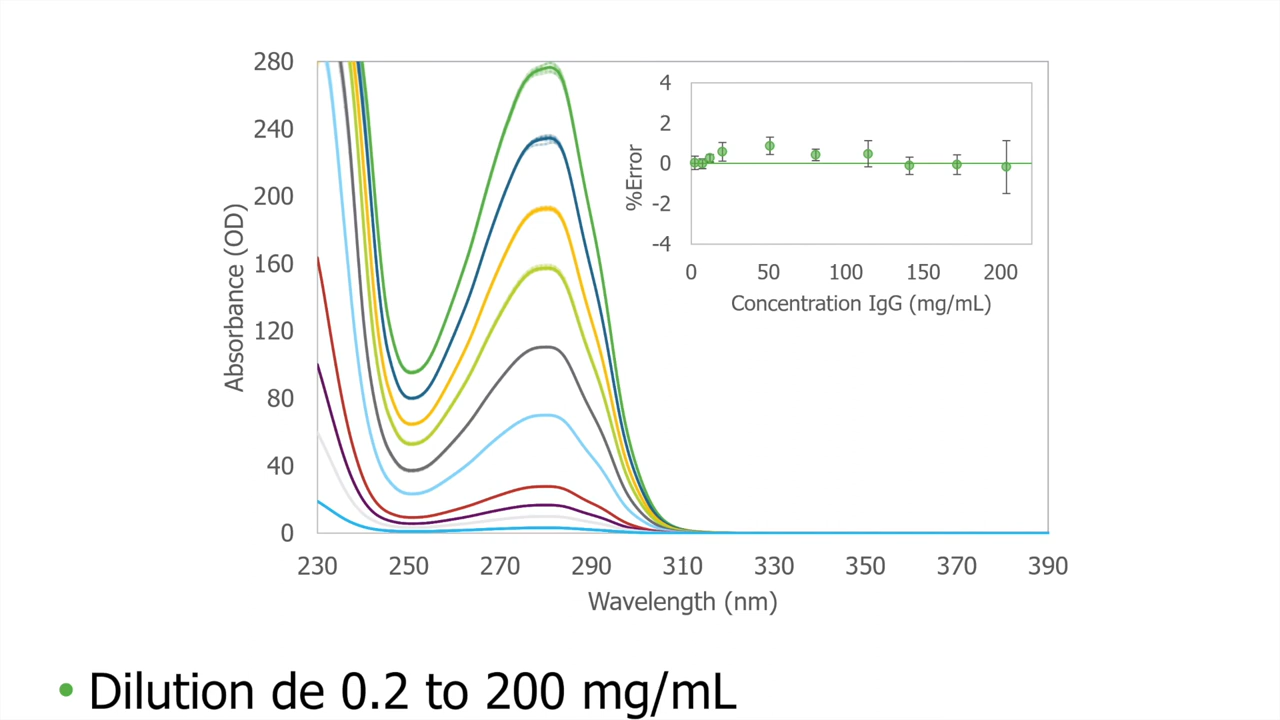 280
240
200
160
120
80
40
0
Absorbance (OD)
230 250 270 290 310 330 350 370 390
Wavelength (nm)
4
2
0
-2
-4
%Error
0 50 100 150 200
Concentration IgG (mg/mL)
• Dilution de 0.2 to 200 mg/mL